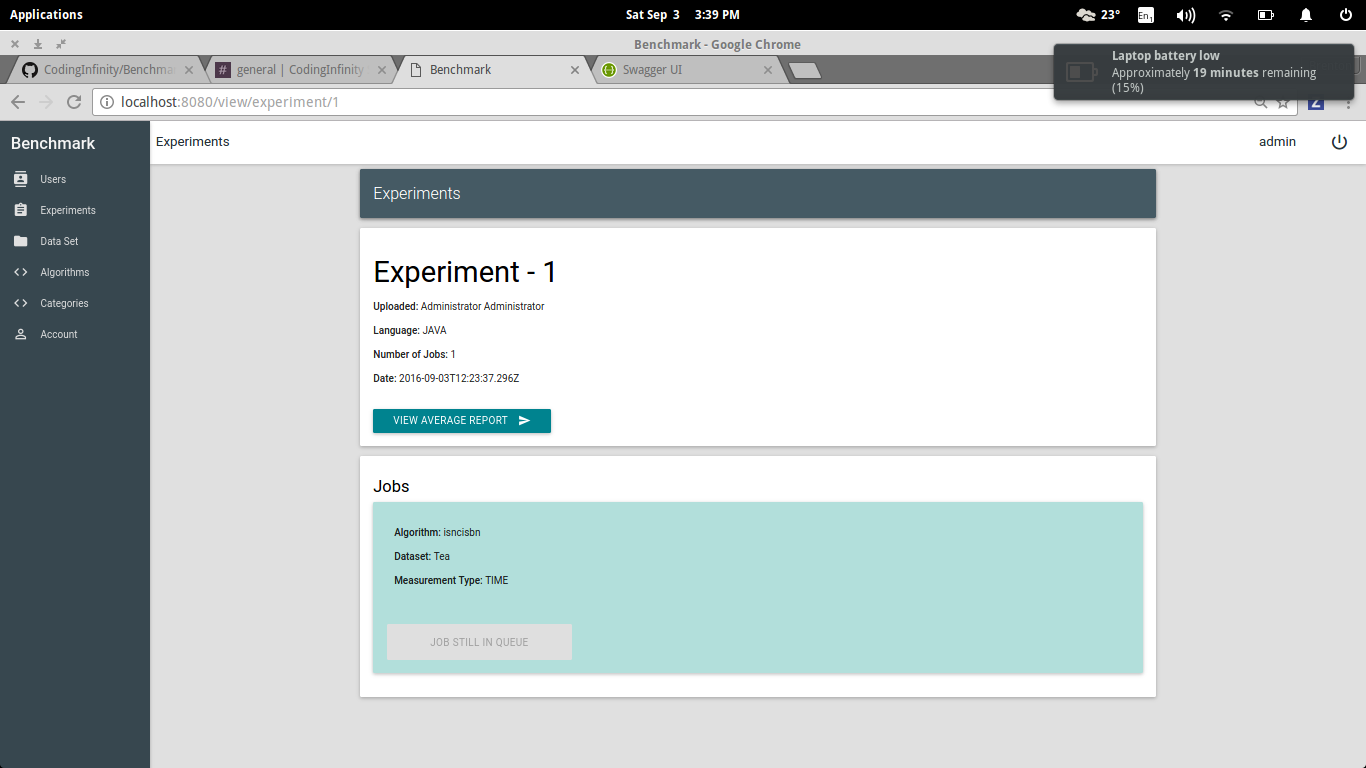 Applications
Sat Sep 3 3:39 PM
23°
En1
Benchmark - Google Chrome
Laptop battery low
Approximately 19 minutes remaining
(15%)
CodingInfinity/Benchma
general | CodingInfinity
Benchmark
Swagger UI
localhost:8080/view/experiment/1
Z
Benchmark
Experiments
admin
Users
Experiments
Data Set
Algorithms
Categories
Account
Experiments
Experiment - 1
Uploaded: Administrator Administrator
Language: JAVA
Number of Jobs: 1
Date: 2016-09-03T12:23:37.296Z
VIEW AVERAGE REPORT
Jobs
Algorithm: isncisbn
Dataset: Tea
Measurement Type: TIME
JOB STILL IN QUEUE